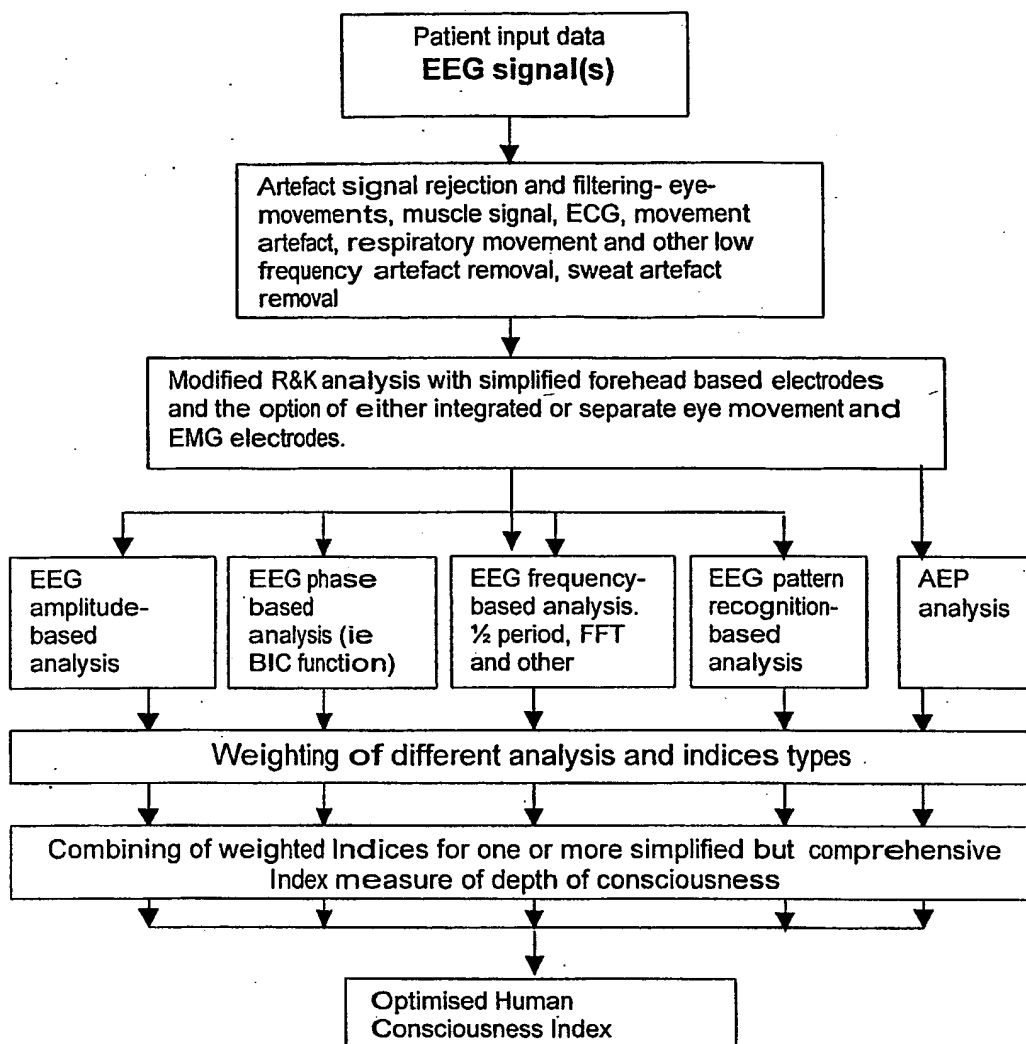 Patient input data
EEG signal(s)
Artefact signal rejection and filtering- eye-
movements, muscle signal, ECG, movement
artefact, respiratory movement and other low
frequency artefact removal, sweat artefact
removal
Modified R&K analysis with simplified forehead based electrodes
and the option of either integrated or separate eye movement and
EMG electrodes.
EEG
amplitude-
based
analysis
EEG phase
based
analysis (ie
BIC function)
EEG frequency-
based analysis.
½ period, FFT
and other
EEG pattern
recognition-
based
analysis
AEP
analysis
Weighting of different analysis and indices types
Combining of weighted Indices for one or more simplified but comprehensive
Index measure of depth of consciousness
Optimised Human
Consciousness Index